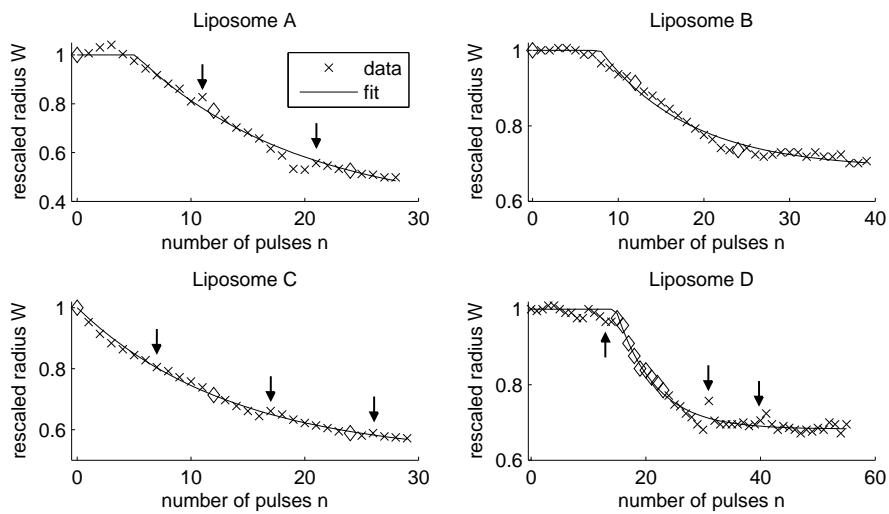 Liposome A
rescaled radius W
1
0.8
0.6
0.4
0
10
20
30
number of pulses n
data
fit
Liposome B
rescaled radius W
1
0.8
0.6
0
10
20
30
40
number of pulses n
Liposome C
rescaled radius W
1
0.8
0.6
0
10
20
30
number of pulses n
Liposome D
rescaled radius W
1
0.8
0.6
0
20
40
60
number of pulses n